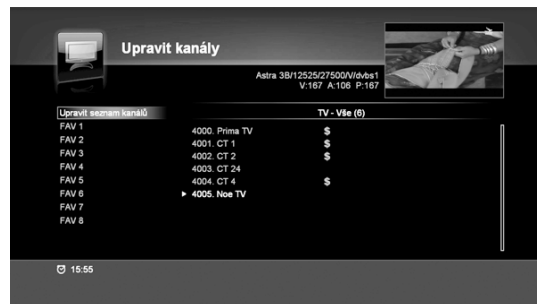 Upravit kanály
Astra 3B/12525/27500/V/dvbs1
V:167 A:106 P:167
Upravit seznam kanálů
TV - Vše (6)
FAV 1
4000. Prima TV $
FAV 2
4001. CT 1 $
FAV 3
4002. CT 2 $
FAV 4
4003. CT 24
FAV 5
4004. CT 4 $
FAV 6
4005. Noe TV
FAV 7
FAV 8
15:55